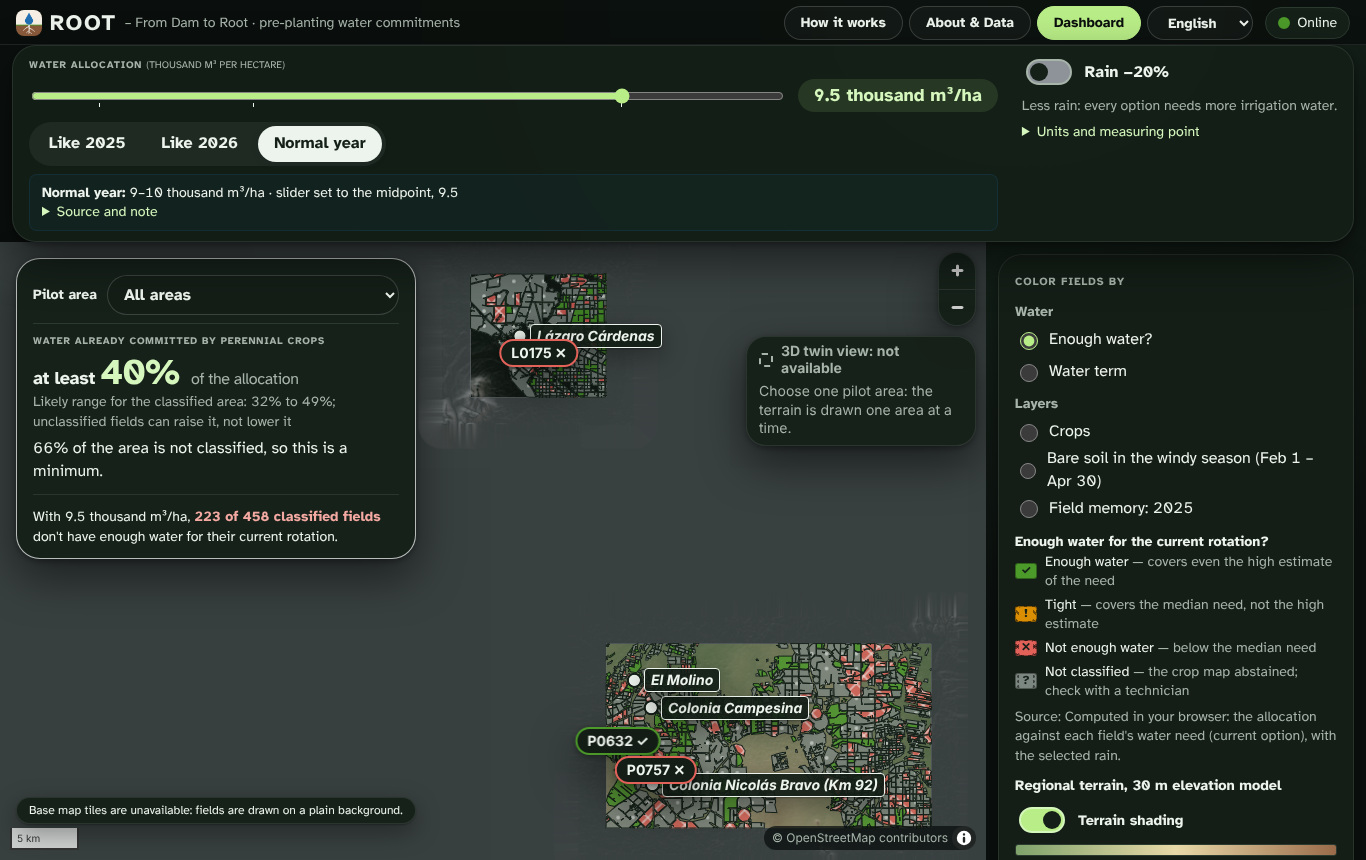 ROOT – From Dam to Root · pre-planting water commitments
How it works
About & Data
Dashboard
English
Online
WATER ALLOCATION (THOUSAND M³ PER HECTARE)
9.5 thousand m³/ha
Like 2025
Like 2026
Normal year
Normal year: 9–10 thousand m³/ha · slider set to the midpoint, 9.5
Source and note
Rain −20%
Less rain: every option needs more irrigation water.
Units and measuring point
Pilot area
All areas
WATER ALREADY COMMITTED BY PERENNIAL CROPS
at least 40% of the allocation
Likely range for the classified area: 32% to 49%;
unclassified fields can raise it, not lower it
66% of the area is not classified, so this is a
minimum.
With 9.5 thousand m³/ha, 223 of 458 classified fields
don't have enough water for their current rotation.
Lázaro Cárdenas
L0175 ✕
+
−
3D twin view: not
available
Choose one pilot area: the
terrain is drawn one area at a
time.
El Molino
Colonia Campesina
P0632 ✓
P0757 ✕
Colonia Nicolás Bravo (Km 92)
Base map tiles are unavailable: fields are drawn on a plain background.
5 km
© OpenStreetMap contributors
COLOR FIELDS BY
Water
Enough water?
Water term
Layers
Crops
Bare soil in the windy season (Feb 1 –
Apr 30)
Field memory: 2025
Enough water for the current rotation?
Enough water — covers even the high estimate
of the need
Tight — covers the median need, not the high
estimate
Not enough water — below the median need
Not classified — the crop map abstained;
check with a technician
Source: Computed in your browser: the allocation
against each field's water need (current option), with
the selected rain.
Regional terrain, 30 m elevation model
Terrain shading